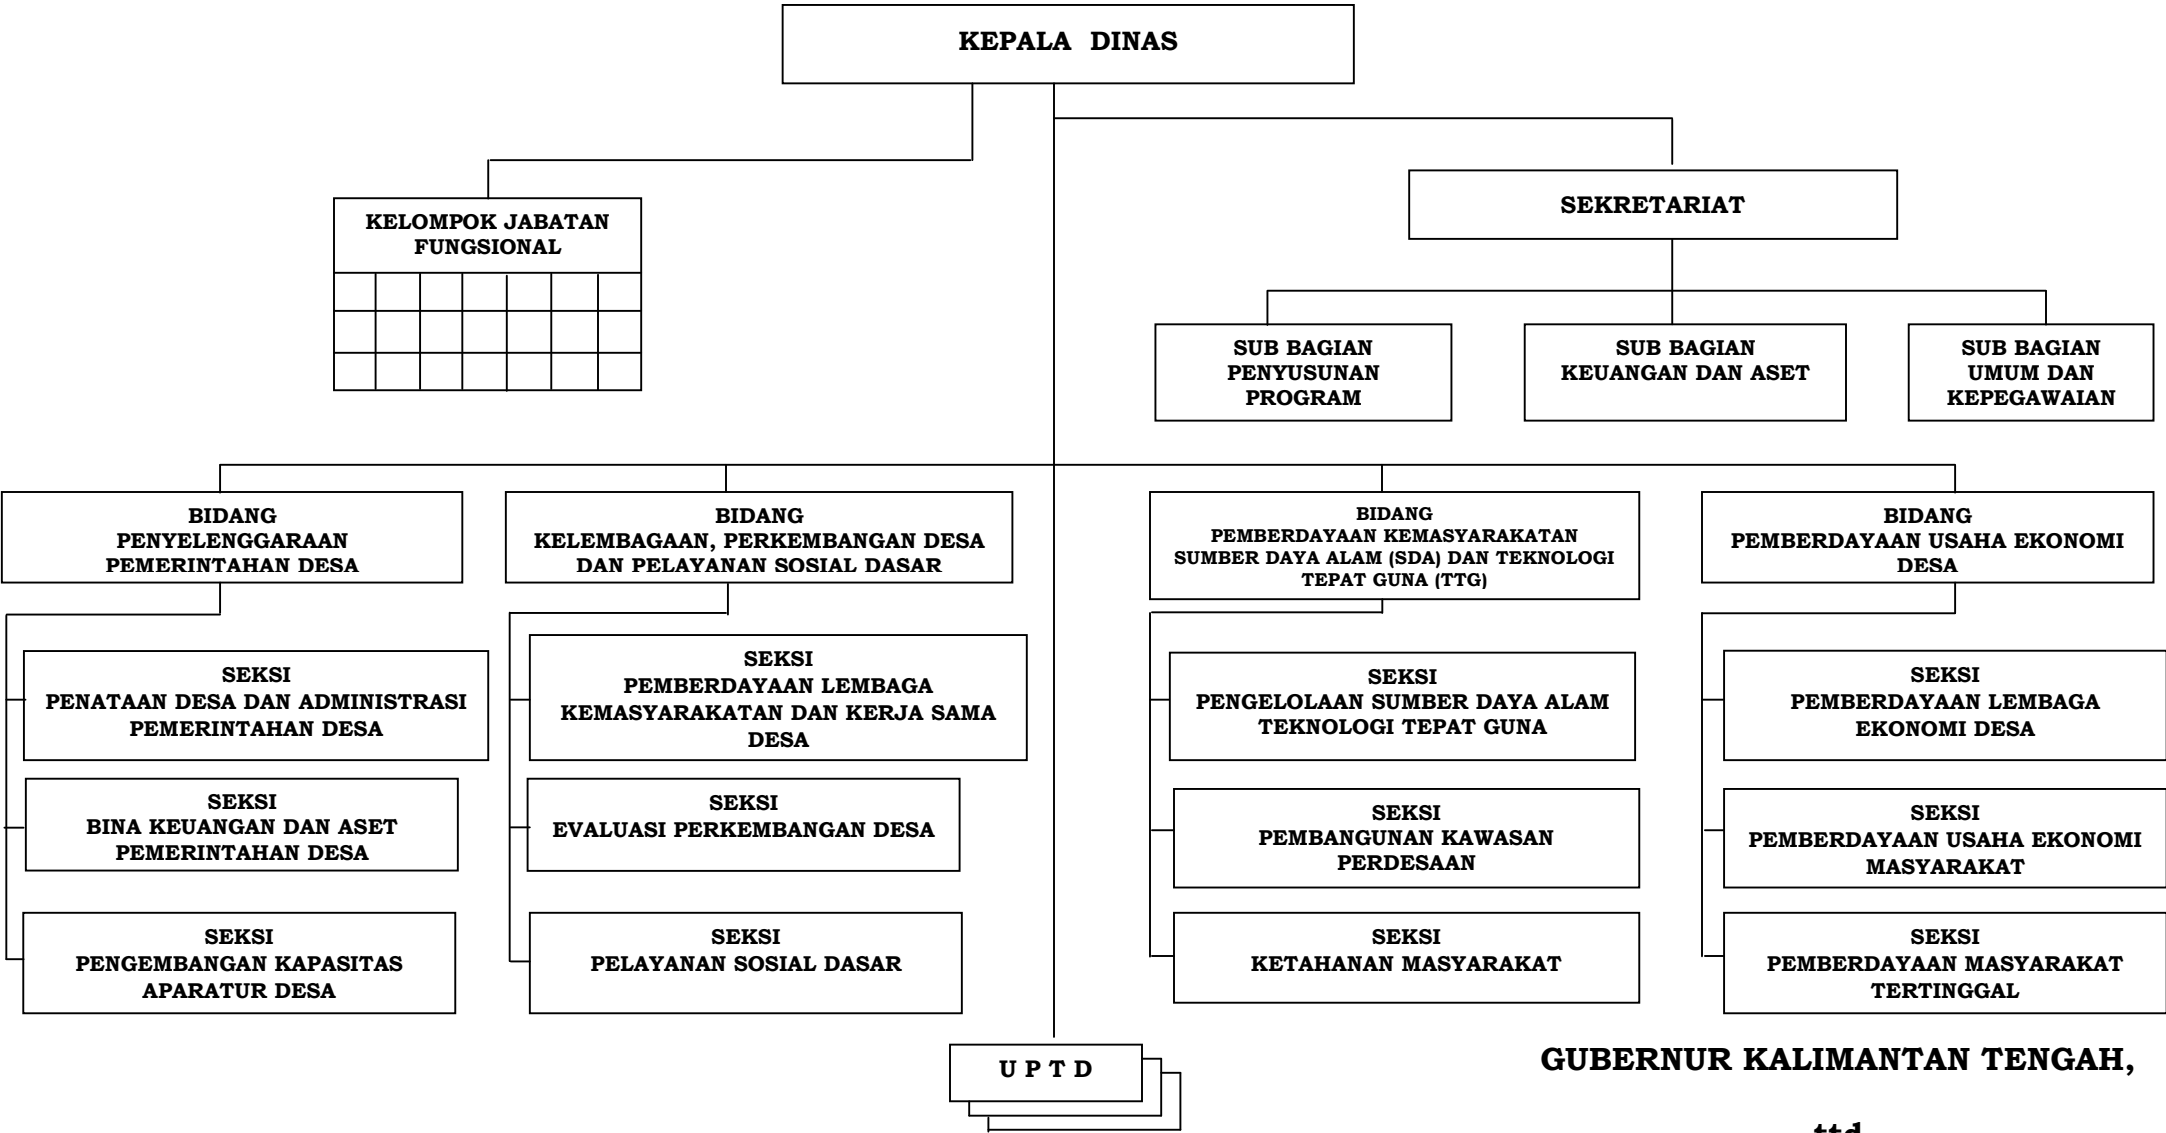 KEPALA DINAS
SEKRETARIAT
KELOMPOK JABATAN
FUNGSIONAL
SUB BAGIAN
PENYUSUNAN
PROGRAM
SUB BAGIAN
KEUANGAN DAN ASET
SUB BAGIAN
UMUM DAN
KEPEGAWAIAN
BIDANG
PENYELENGGARAAN
PEMERINTAHAN DESA
BIDANG
KELEMBAGAAN, PERKEMBANGAN DESA
DAN PELAYANAN SOSIAL DASAR
BIDANG
PEMBERDAYAAN KEMASYARAKATAN
SUMBER DAYA ALAM (SDA) DAN TEKNOLOGI
TEPAT GUNA (TTG)
BIDANG
PEMBERDAYAAN USAHA EKONOMI
DESA
SEKSI
PENATAAN DESA DAN ADMINISTRASI
PEMERINTAHAN DESA
SEKSI
PEMBERDAYAAN LEMBAGA
KEMASYARAKATAN DAN KERJA SAMA
DESA
SEKSI
PENGELOLAAN SUMBER DAYA ALAM
TEKNOLOGI TEPAT GUNA
SEKSI
PEMBERDAYAAN LEMBAGA
EKONOMI DESA
SEKSI
BINA KEUANGAN DAN ASET
PEMERINTAHAN DESA
SEKSI
EVALUASI PERKEMBANGAN DESA
SEKSI
PEMBANGUNAN KAWASAN
PERDESAAN
SEKSI
PEMBERDAYAAN USAHA EKONOMI
MASYARAKAT
SEKSI
PENGEMBANGAN KAPASITAS
APARATUR DESA
SEKSI
PELAYANAN SOSIAL DASAR
SEKSI
KETAHANAN MASYARAKAT
SEKSI
PEMBERDAYAAN MASYARAKAT
TERTINGGAL
U P T D
GUBERNUR KALIMANTAN TENGAH,
ttd